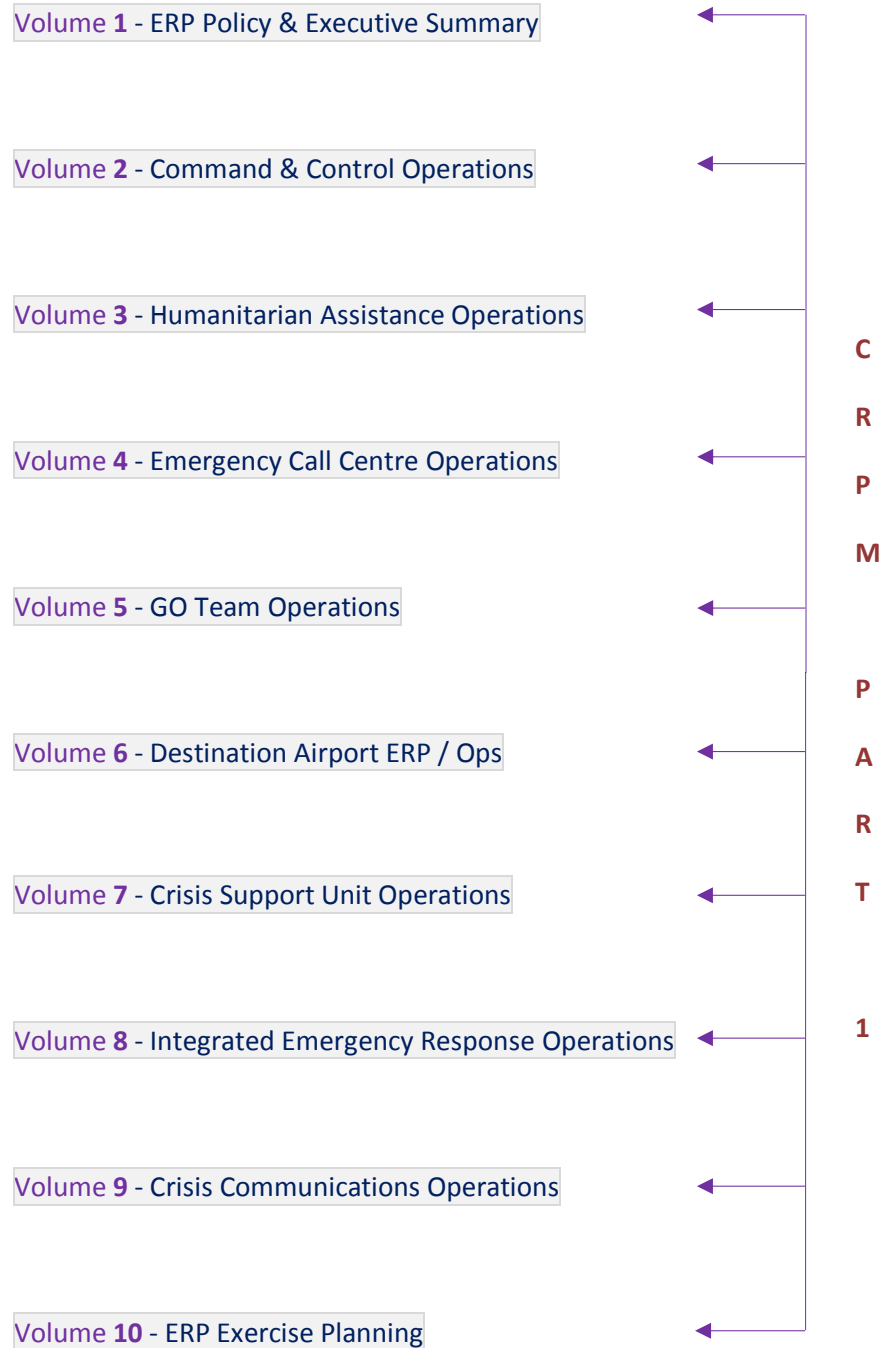 Volume 1 - ERP Policy & Executive Summary
Volume 2 - Command & Control Operations
Volume 3 - Humanitarian Assistance Operations
Volume 4 - Emergency Call Centre Operations
Volume 5 - GO Team Operations
Volume 6 - Destination Airport ERP / Ops
Volume 7 - Crisis Support Unit Operations
Volume 8 - Integrated Emergency Response Operations
Volume 9 - Crisis Communications Operations
Volume 10 - ERP Exercise Planning
C
R
P
M
P
A
R
T
1